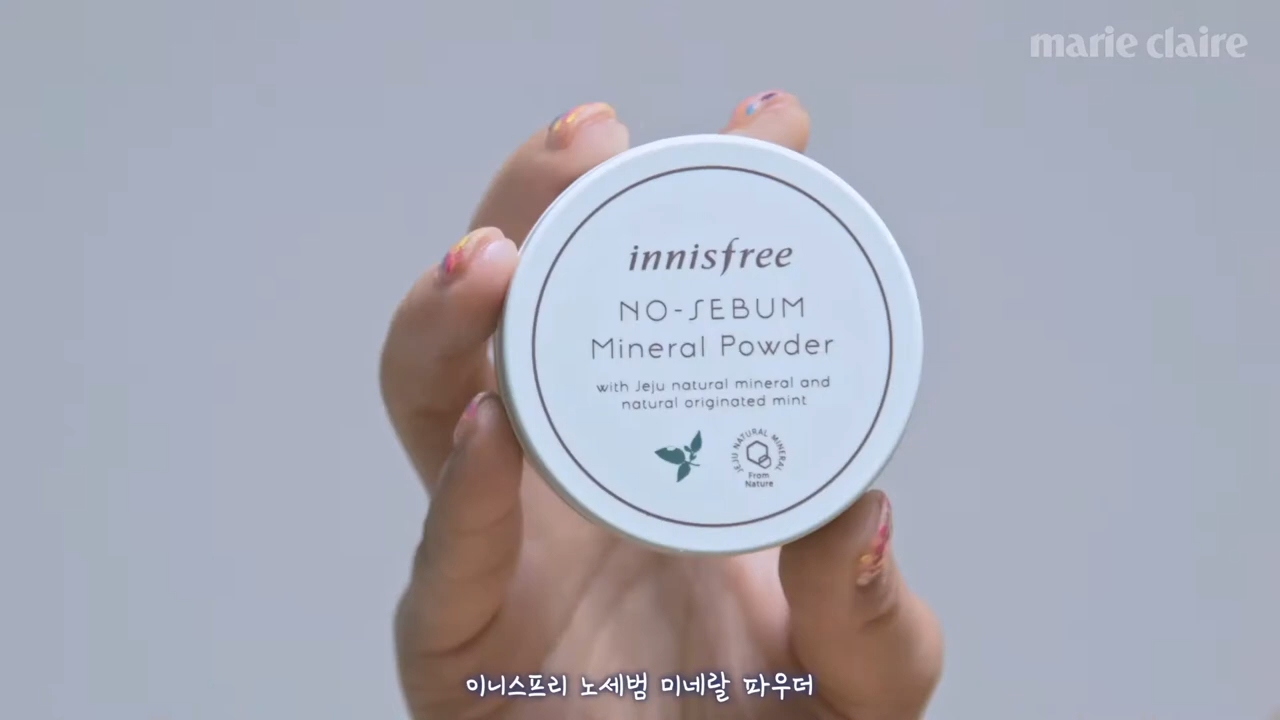 marie claire
innisfree
NO-SEBUM
Mineral Powder
with Jeju natural mineral and
natural originated mint
JEJU NATURAL MINERAL
From
Nature
이니스프리 노세범 미네랄 파우더